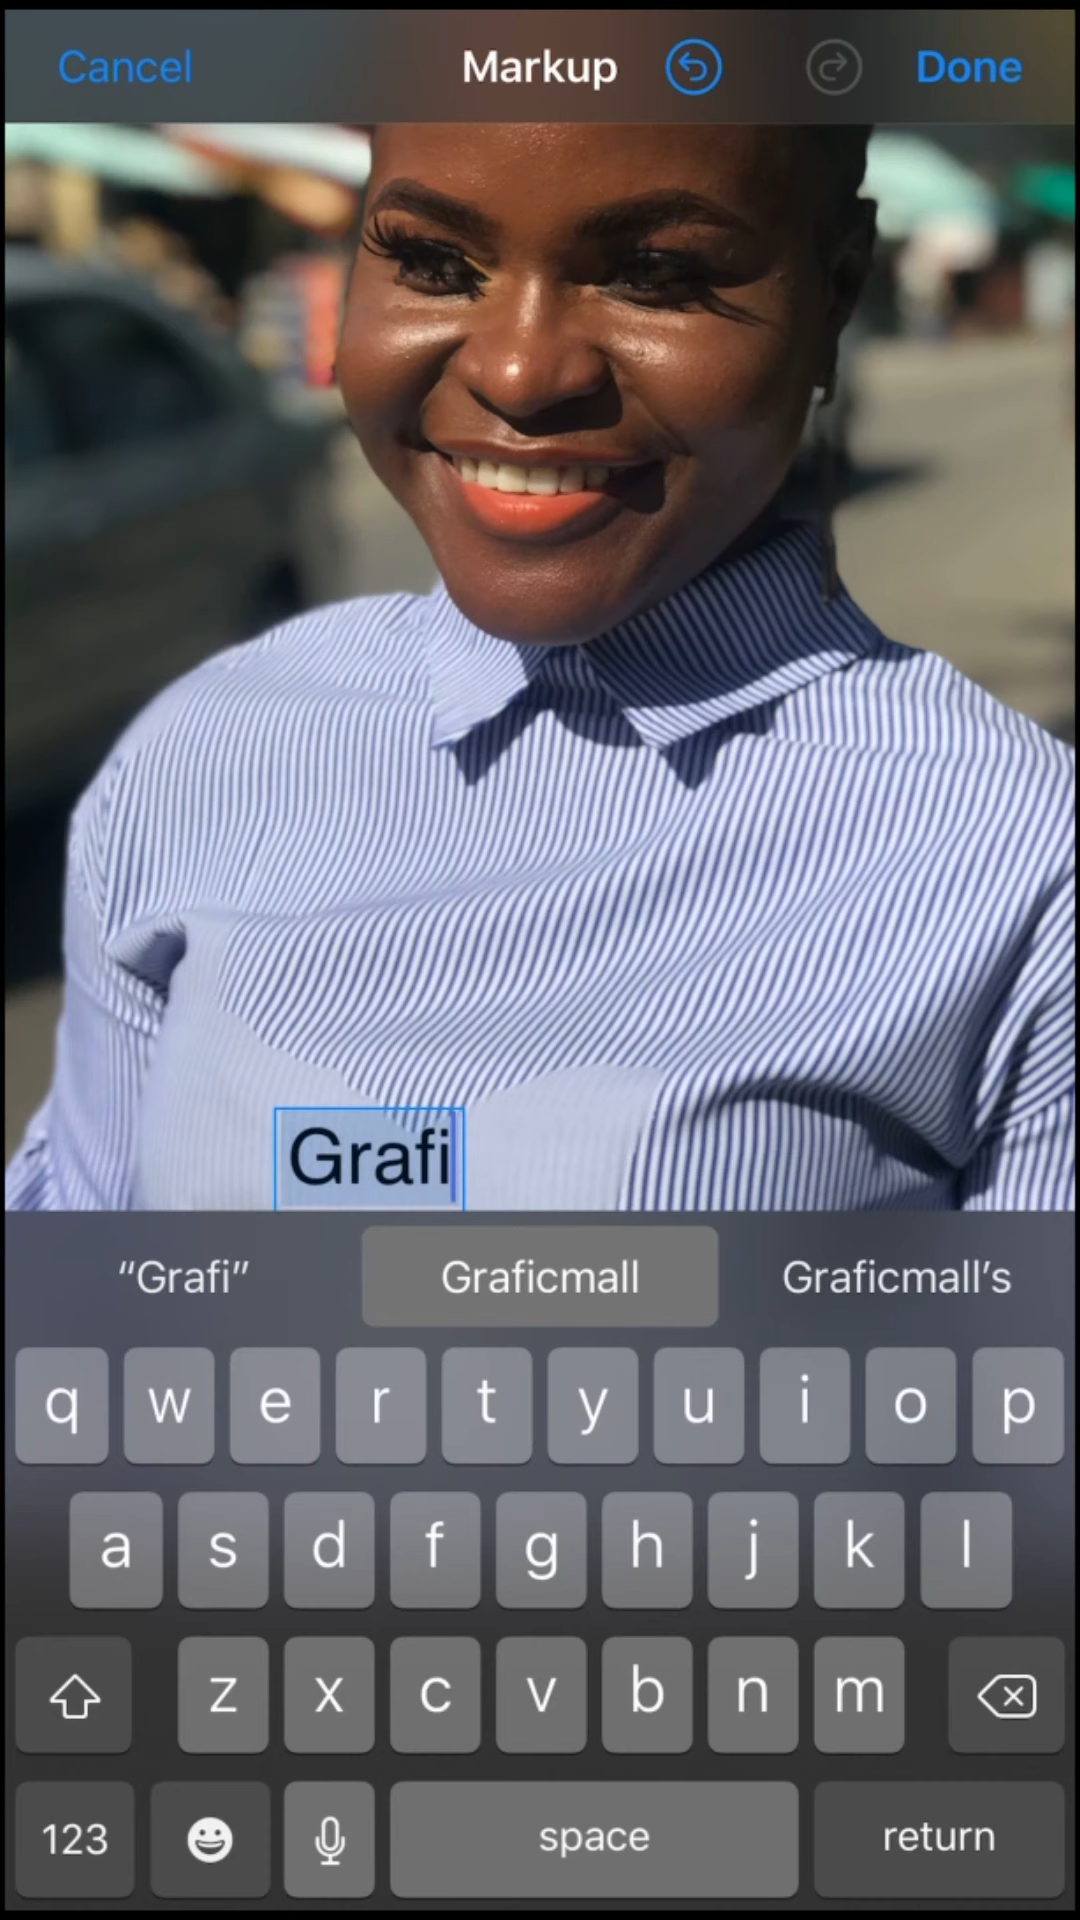 Cancel Markup Done
Grafi
“Grafi” Graficmall Graficmall’s
q w e r t y u i o p
a s d f g h j k l
z x c v b n m
123 space return